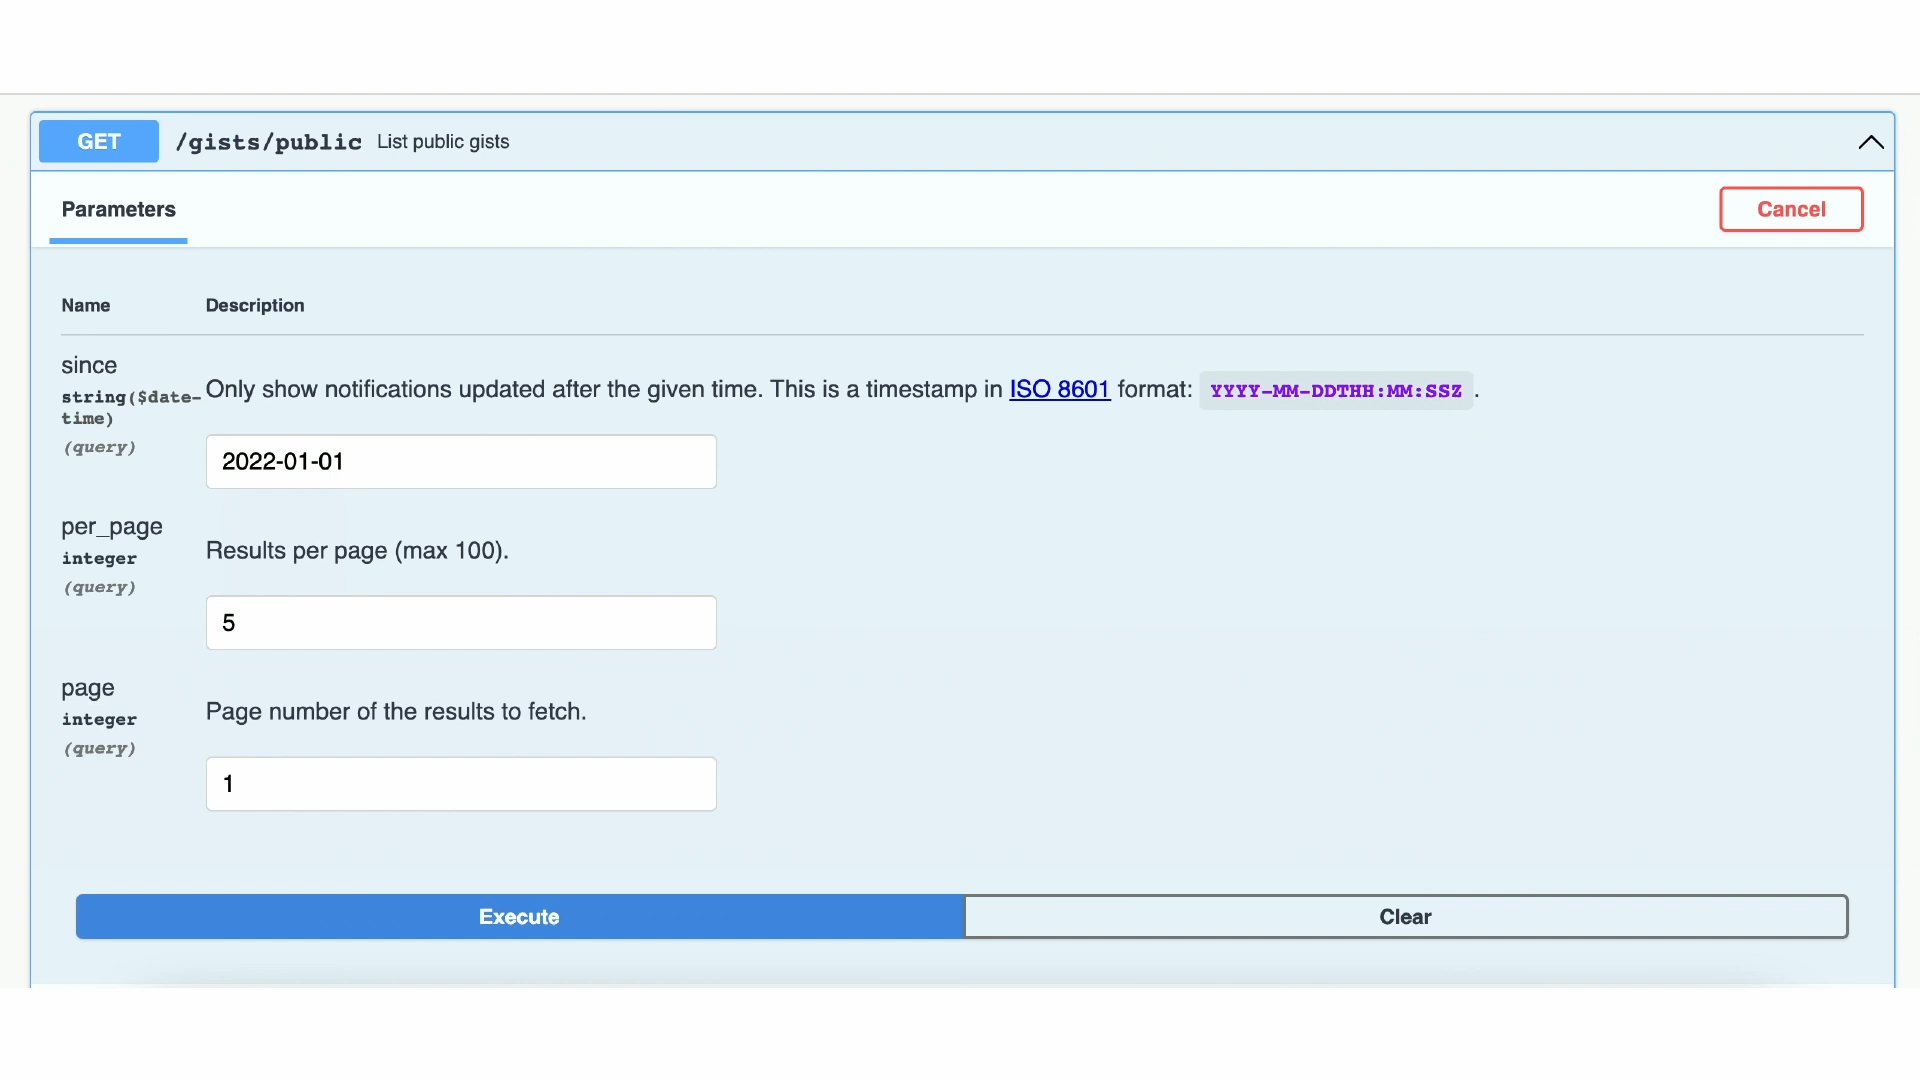 GET /gists/public List public gists
Parameters Cancel
Name Description
since
string($date-
time)
(query)
Only show notifications updated after the given time. This is a timestamp in ISO 8601 format: YYYY-MM-DDTHH:MM:SSZ.
2022-01-01
per_page
integer
(query)
Results per page (max 100).
5
page
integer
(query)
Page number of the results to fetch.
1
Execute Clear